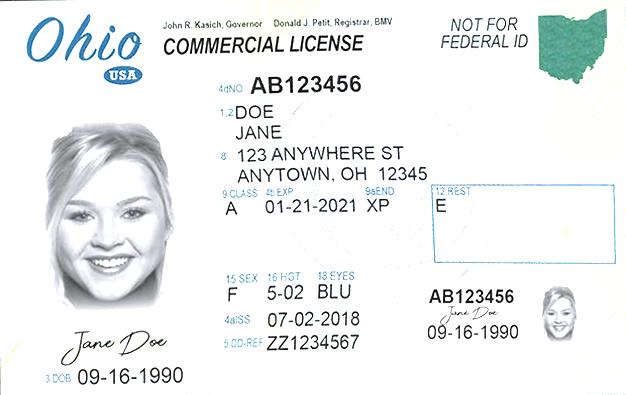 Ohio
USA
John R. Kasich, Governor Donald J. Petit, Registrar, BMV
COMMERCIAL LICENSE
NOT FOR
FEDERAL ID
4dNO AB123456
1,2 DOE
JANE
8 123 ANYWHERE ST
ANYTOWN, OH 12345
9 CLASS 4b EXP 9aEND 12 REST
A 01-21-2021 XP E
15 SEX 16 HGT 18 EYES
F 5-02 BLU
4aISS 07-02-2018
5 DD-REF ZZ1234567
Jane Doe
3 DOB 09-16-1990
AB123456
Jane Doe
09-16-1990